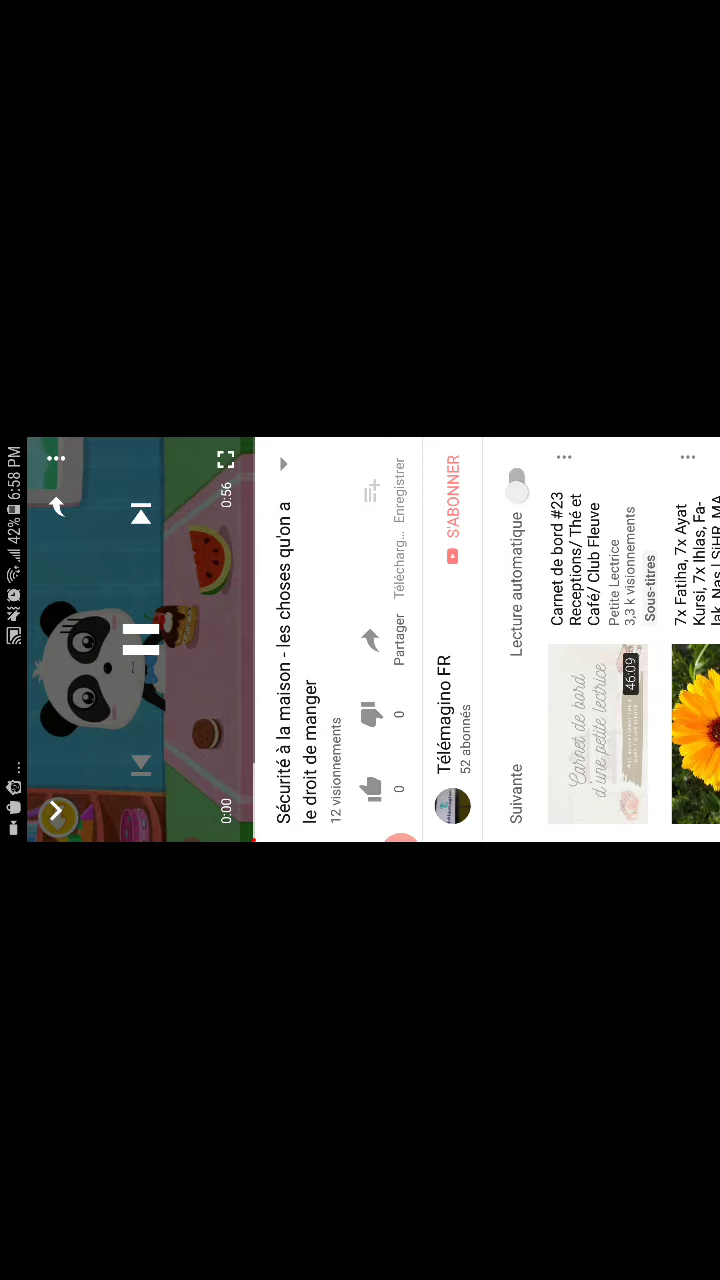 42% 6:58 PM
0:00
0:56
Sécurité à la maison - les choses qu'on a
le droit de manger
12 visionnements
0
0
Partager
Télécharg...
Enregistrer
Télémagino FR
52 abonnés
S'ABONNER
Suivante
Lecture automatique
Carnet de bord
d'une petite lectrice
46:09
Carnet de bord #23
Receptions/ Thé et
Café/ Club Fleuve
Petite Lectrice
3,3 k visionnements
Sous-titres
7x Fatiha, 7x Ayat
Kursi, 7x Ihlas, Fa-